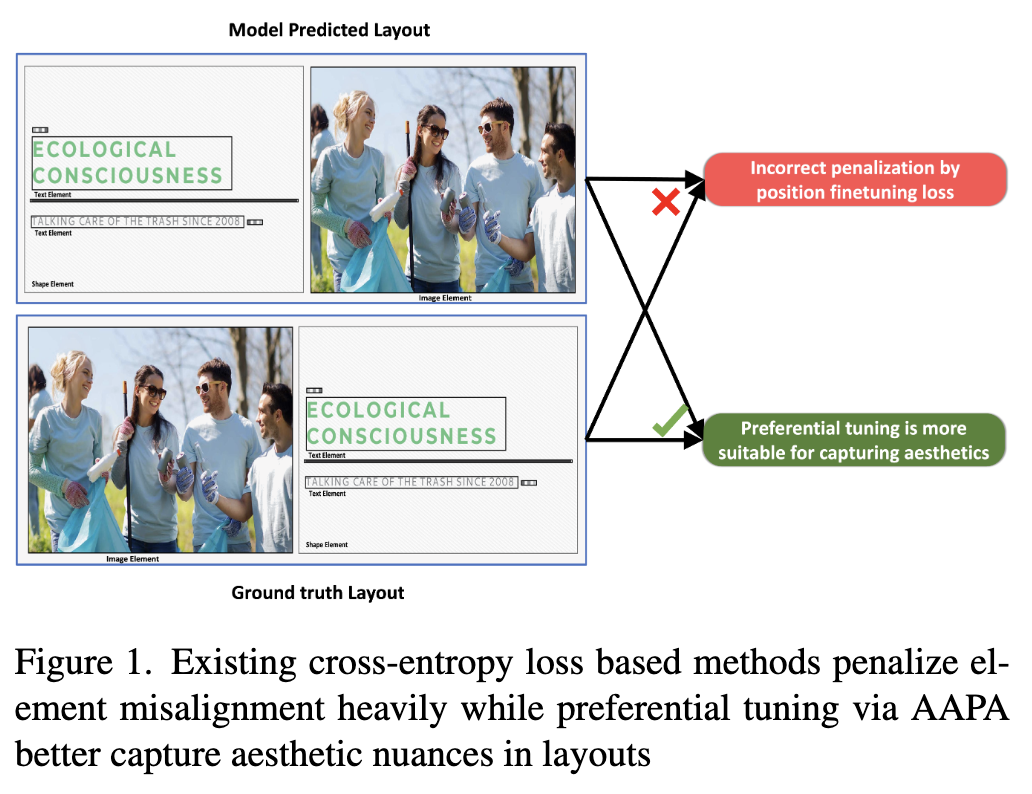 Model Predicted Layout
ECOLOGICAL
CONSCIOUSNESS
Text Element
TALKING CARE OF THE TRASH SINCE 2008
Text Element
Shape Element
Image Element
Incorrect penalization by
position finetuning loss
ECOLOGICAL
CONSCIOUSNESS
Text Element
TALKING CARE OF THE TRASH SINCE 2008
Text Element
Shape Element
Image Element
Preferential tuning is more
suitable for capturing aesthetics
Ground truth Layout
Figure 1. Existing cross-entropy loss based methods penalize el-
ement misalignment heavily while preferential tuning via AAPA
better capture aesthetic nuances in layouts